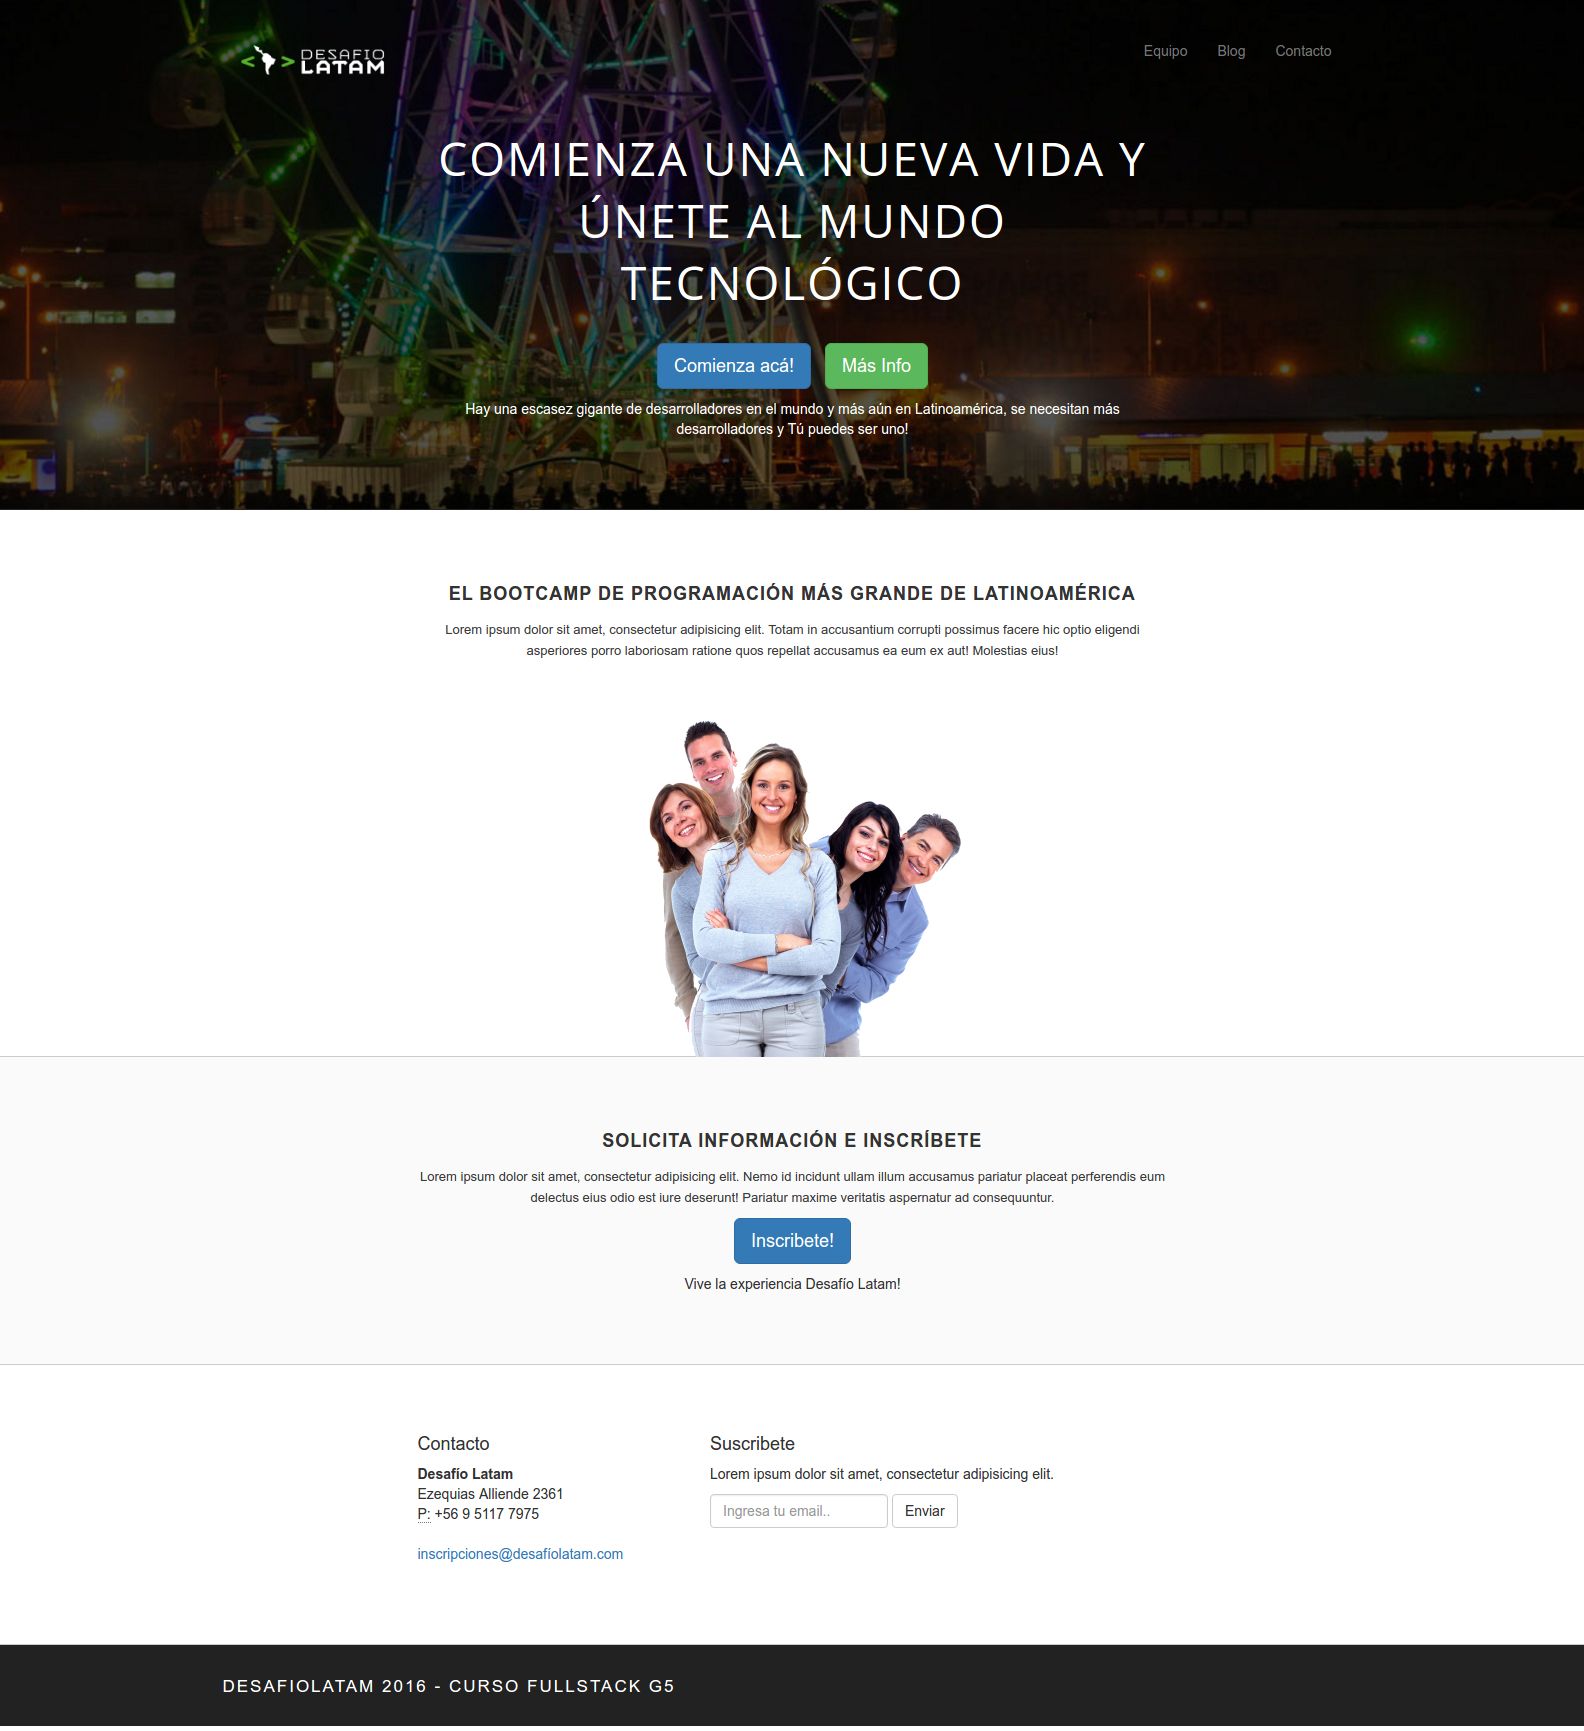 < > DESAFIO
LATAM
Equipo Blog Contacto
COMIENZA UNA NUEVA VIDA Y
ÚNETE AL MUNDO
TECNOLÓGICO
Comienza acá! Más Info
Hay una escasez gigante de desarrolladores en el mundo y más aún en Latinoamérica, se necesitan más
desarrolladores y Tú puedes ser uno!
EL BOOTCAMP DE PROGRAMACIÓN MÁS GRANDE DE LATINOAMÉRICA
Lorem ipsum dolor sit amet, consectetur adipisicing elit. Totam in accusantium corrupti possimus facere hic optio eligendi
asperiores porro laboriosam ratione quos repellat accusamus ea eum ex aut! Molestias eius!
SOLICITA INFORMACIÓN E INSCRÍBETE
Lorem ipsum dolor sit amet, consectetur adipisicing elit. Nemo id incidunt ullam illum accusamus pariatur placeat perferendis eum
delectus eius odio est iure deserunt! Pariatur maxime veritatis aspernatur ad consequuntur.
Inscribete!
Vive la experiencia Desafío Latam!
Contacto
Desafío Latam
Ezequias Alliende 2361
P: +56 9 5117 7975
inscripciones@desafíolatam.com
Suscribete
Lorem ipsum dolor sit amet, consectetur adipisicing elit.
Ingresa tu email.. Enviar
DESAFIOLATAM 2016 - CURSO FULLSTACK G5